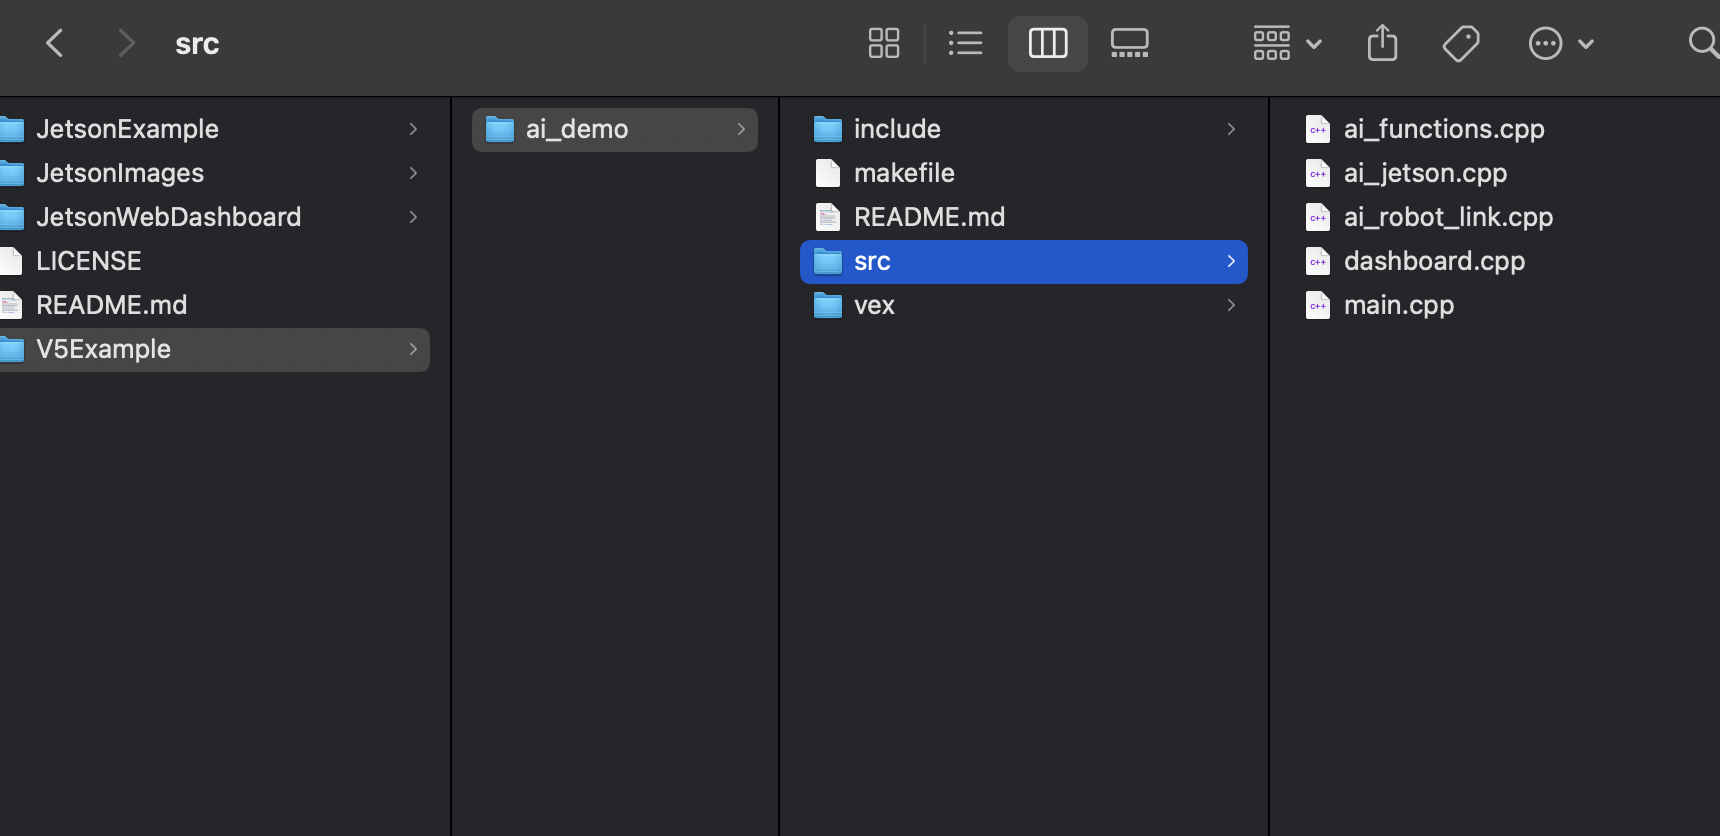 src
JetsonExample
JetsonImages
JetsonWebDashboard
LICENSE
README.md
V5Example
ai_demo
include
makefile
README.md
src
vex
ai_functions.cpp
ai_jetson.cpp
ai_robot_link.cpp
dashboard.cpp
main.cpp